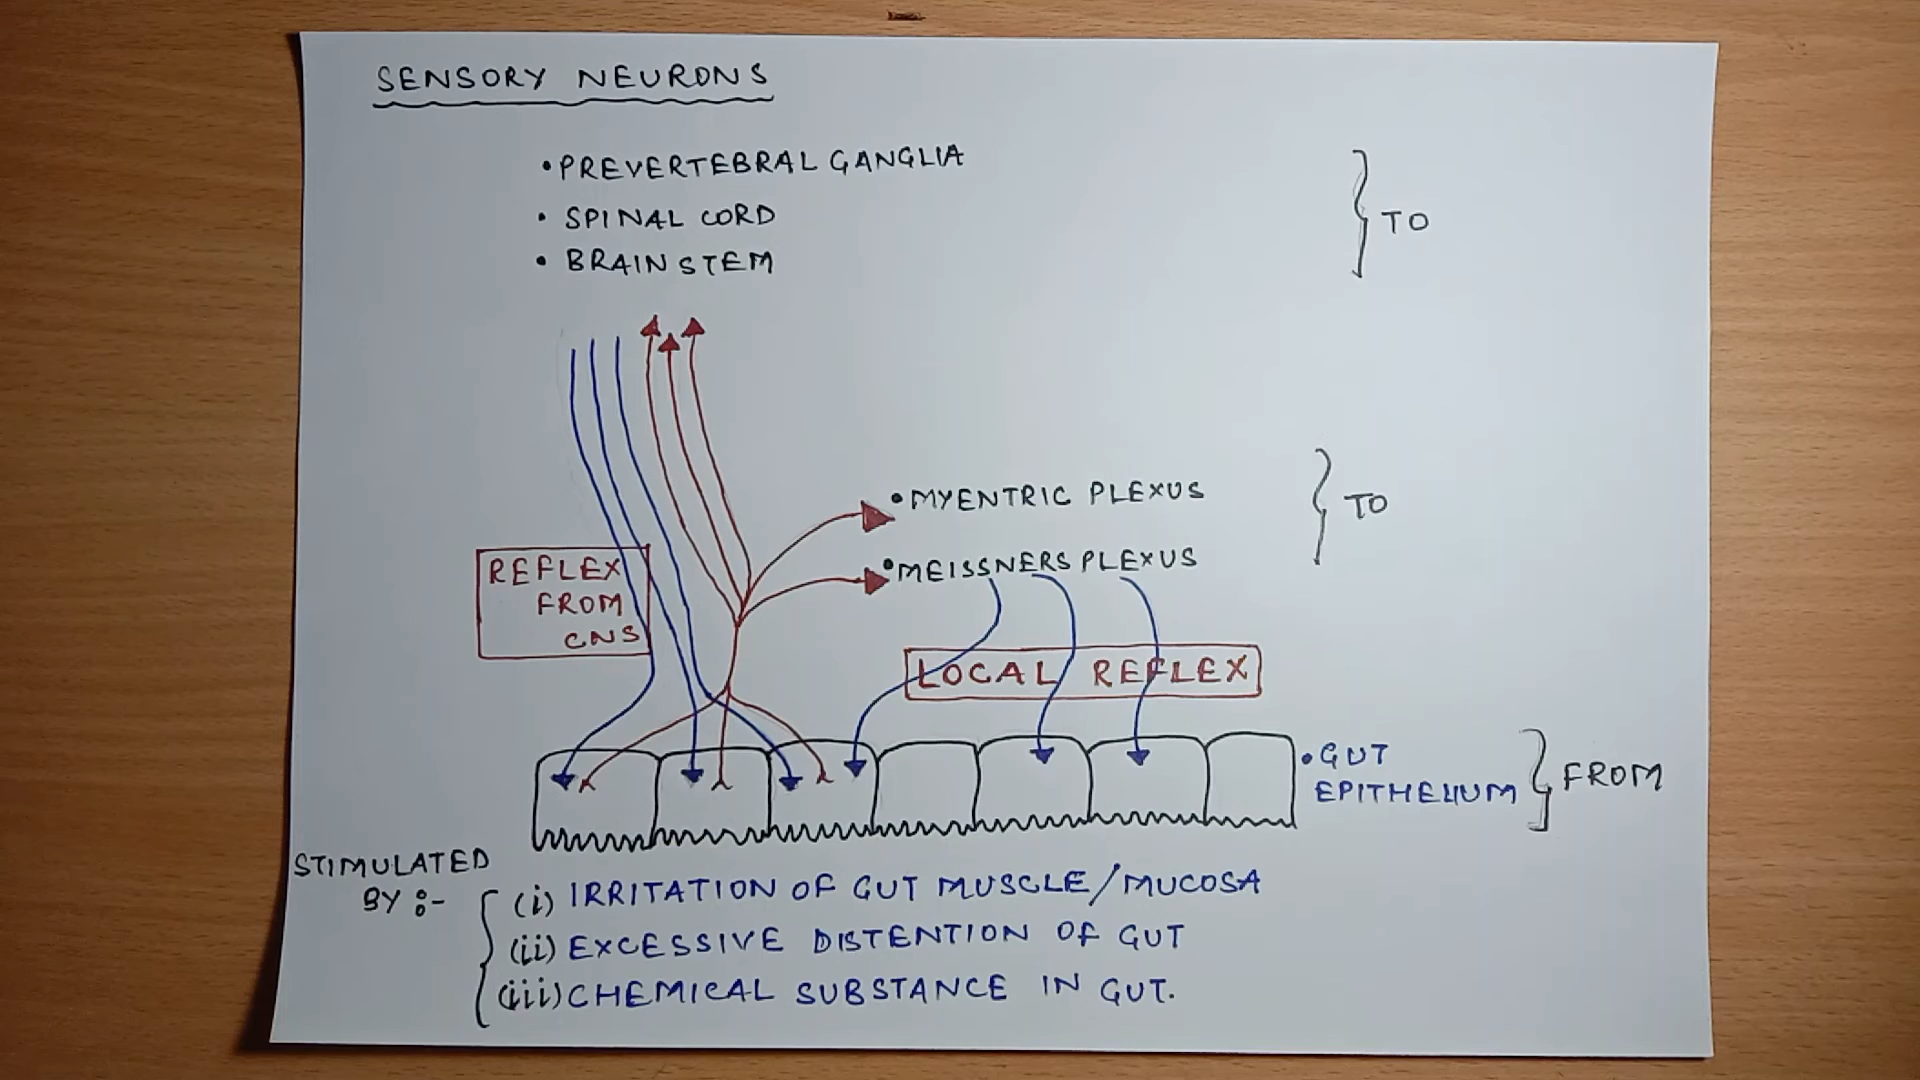 SENSORY NEURONS
• PREVERTEBRAL GANGLIA
• SPINAL CORD
• BRAIN STEM
} TO
• MYENTRIC PLEXUS
• MEISSNERS PLEXUS
} TO
REFLEX
FROM
CNS
LOCAL REFLEX
• GUT
EPITHELIUM
} FROM
STIMULATED
BY :-
(i) IRRITATION OF GUT MUSCLE/MUCOSA
(ii) EXCESSIVE DISTENTION OF GUT
(iii) CHEMICAL SUBSTANCE IN GUT.